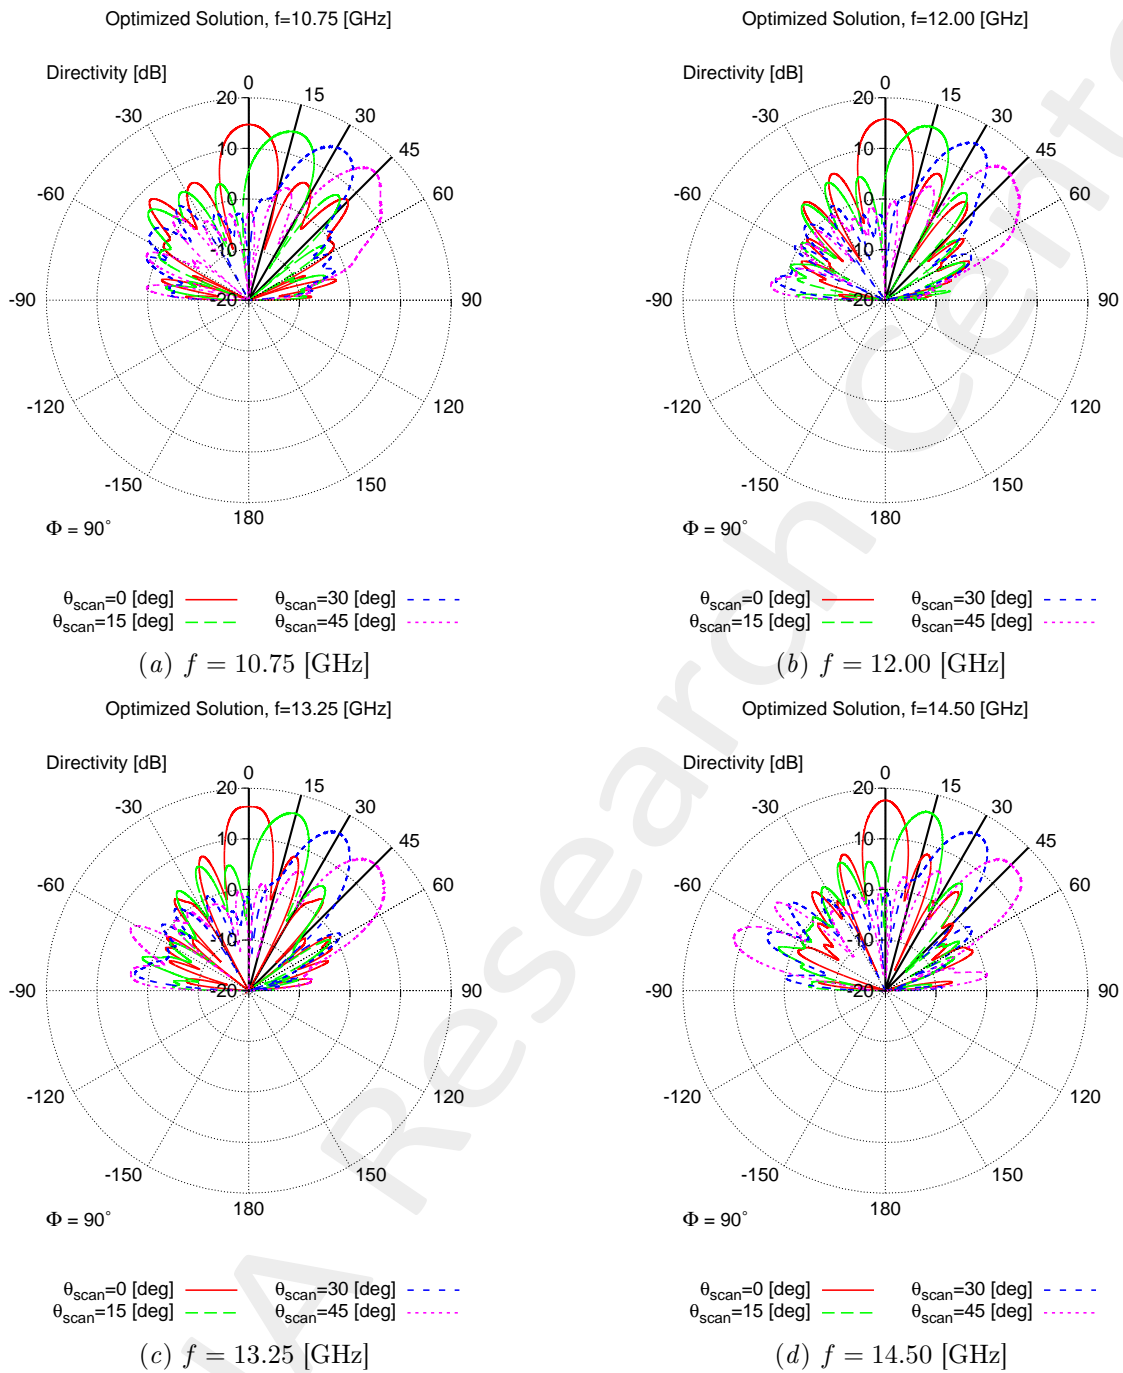 Optimized Solution, f=10.75 [GHz]
Directivity [dB]
0
15
30
45
60
90
120
150
180
-150
-120
-90
-60
-30
20
10
0
-10
-20
Φ = 90°
θscan=0 [deg]
θscan=15 [deg]
θscan=30 [deg]
θscan=45 [deg]
(a) f = 10.75 [GHz]
Optimized Solution, f=12.00 [GHz]
Directivity [dB]
0
15
30
45
60
90
120
150
180
-150
-120
-90
-60
-30
20
10
0
-10
-20
Φ = 90°
θscan=0 [deg]
θscan=15 [deg]
θscan=30 [deg]
θscan=45 [deg]
(b) f = 12.00 [GHz]
Optimized Solution, f=13.25 [GHz]
Directivity [dB]
0
15
30
45
60
90
120
150
180
-150
-120
-90
-60
-30
20
10
0
-10
-20
Φ = 90°
θscan=0 [deg]
θscan=15 [deg]
θscan=30 [deg]
θscan=45 [deg]
(c) f = 13.25 [GHz]
Optimized Solution, f=14.50 [GHz]
Directivity [dB]
0
15
30
45
60
90
120
150
180
-150
-120
-90
-60
-30
20
10
0
-10
-20
Φ = 90°
θscan=0 [deg]
θscan=15 [deg]
θscan=30 [deg]
θscan=45 [deg]
(d) f = 14.50 [GHz]
Research Cente